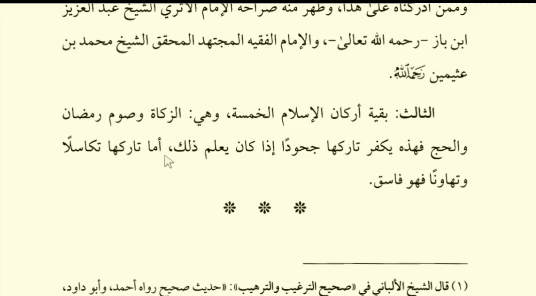 وممن أدركناه على هذا، وظهر منه صراحة الإمام الأثري الشيخ عبد العزيز
ابن باز -رحمه الله تعالى-، والإمام الفقيه المجتهد المحقق الشيخ محمد بن
عثيمين رَحِمَهُ ٱللَّهُ.
الثالث: بقية أركان الإسلام الخمسة، وهي: الزكاة وصوم رمضان
والحج فهذه يكفر تاركها جحودًا إذا كان يعلم ذلك، أما تاركها تكاسلًا
وتهاونًا فهو فاسق.
(١) قال الشيخ الألباني في «صحيح الترغيب والترهيب»: «حديث صحيح رواه أحمد، وأبو داود،